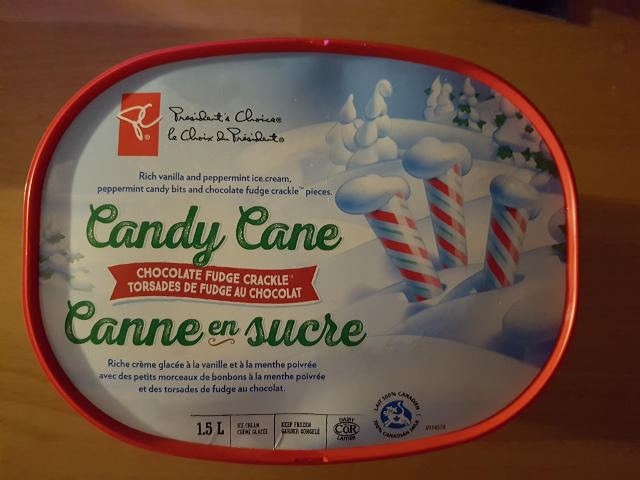 President's Choice®
le Choix du Président®
Rich vanilla and peppermint ice cream,
peppermint candy bits and chocolate fudge crackle™ pieces.
Candy Cane
CHOCOLATE FUDGE CRACKLE™
TORSADES DE FUDGE AU CHOCOLAT
Canne en sucre
Riche crème glacée à la vanille et à la menthe poivrée
avec des petits morceaux de bonbons à la menthe poivrée
et des torsades de fudge au chocolat.
1.5 L
ICE CREAM
CRÈME GLACÉE
KEEP FROZEN
GARDER CONGELÉ
DAIRY
COR
LAITIER
LAIT 100% CANADIEN
100% CANADIAN MILK